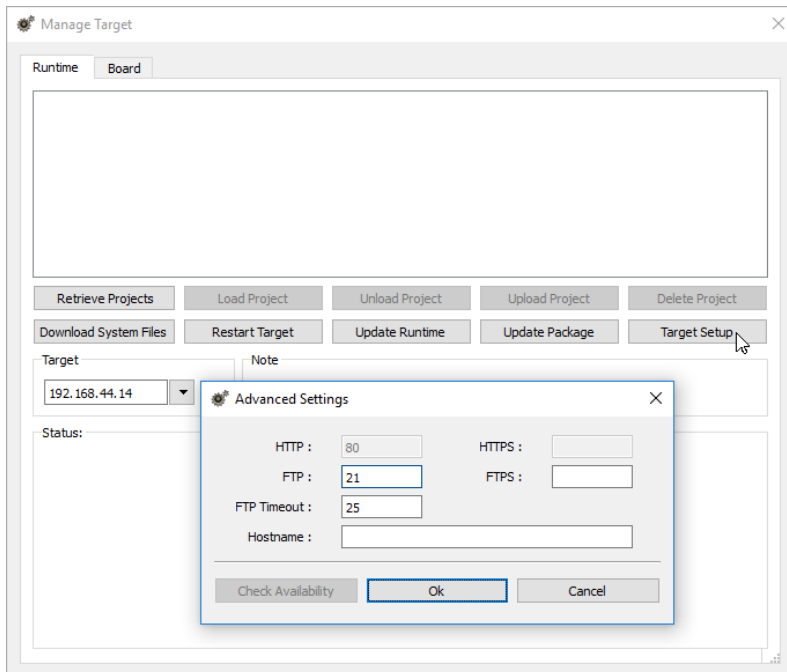 Manage Target
Runtime Board
Retrieve Projects Load Project Unload Project Upload Project Delete Project
Download System Files Restart Target Update Runtime Update Package Target Setup
Target Note
192.168.44.14
Status:
Advanced Settings
HTTP : 80 HTTPS :
FTP : 21 FTPS :
FTP Timeout : 25
Hostname :
Check Availability Ok Cancel